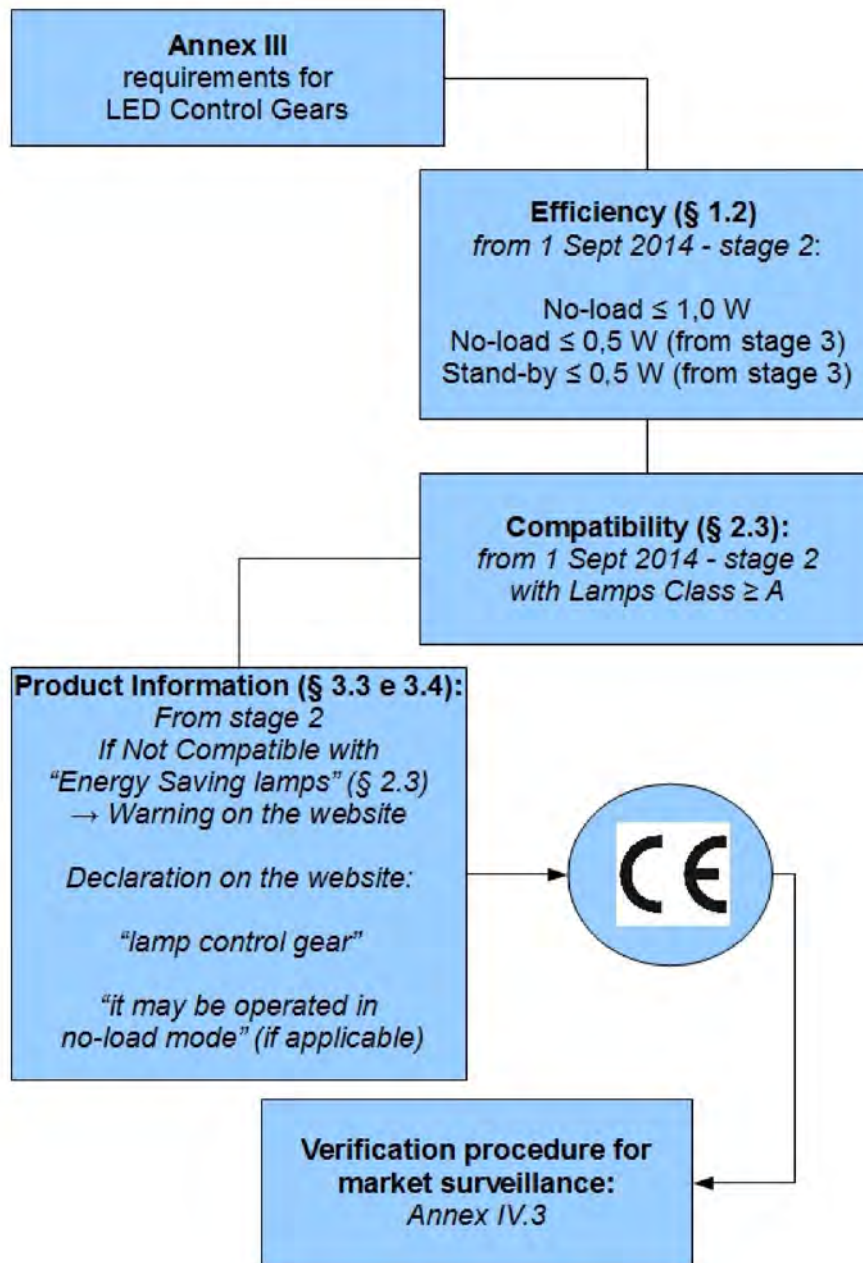 Annex III
requirements for
LED Control Gears
Efficiency (§ 1.2)
from 1 Sept 2014 - stage 2:
No-load ≤ 1,0 W
No-load ≤ 0,5 W (from stage 3)
Stand-by ≤ 0,5 W (from stage 3)
Compatibility (§ 2.3):
from 1 Sept 2014 - stage 2
with Lamps Class ≥ A
Product Information (§ 3.3 e 3.4):
From stage 2
If Not Compatible with
“Energy Saving lamps” (§ 2.3)
→ Warning on the website
Declaration on the website:
“lamp control gear”
“it may be operated in
no-load mode” (if applicable)
CE
Verification procedure for
market surveillance:
Annex IV.3